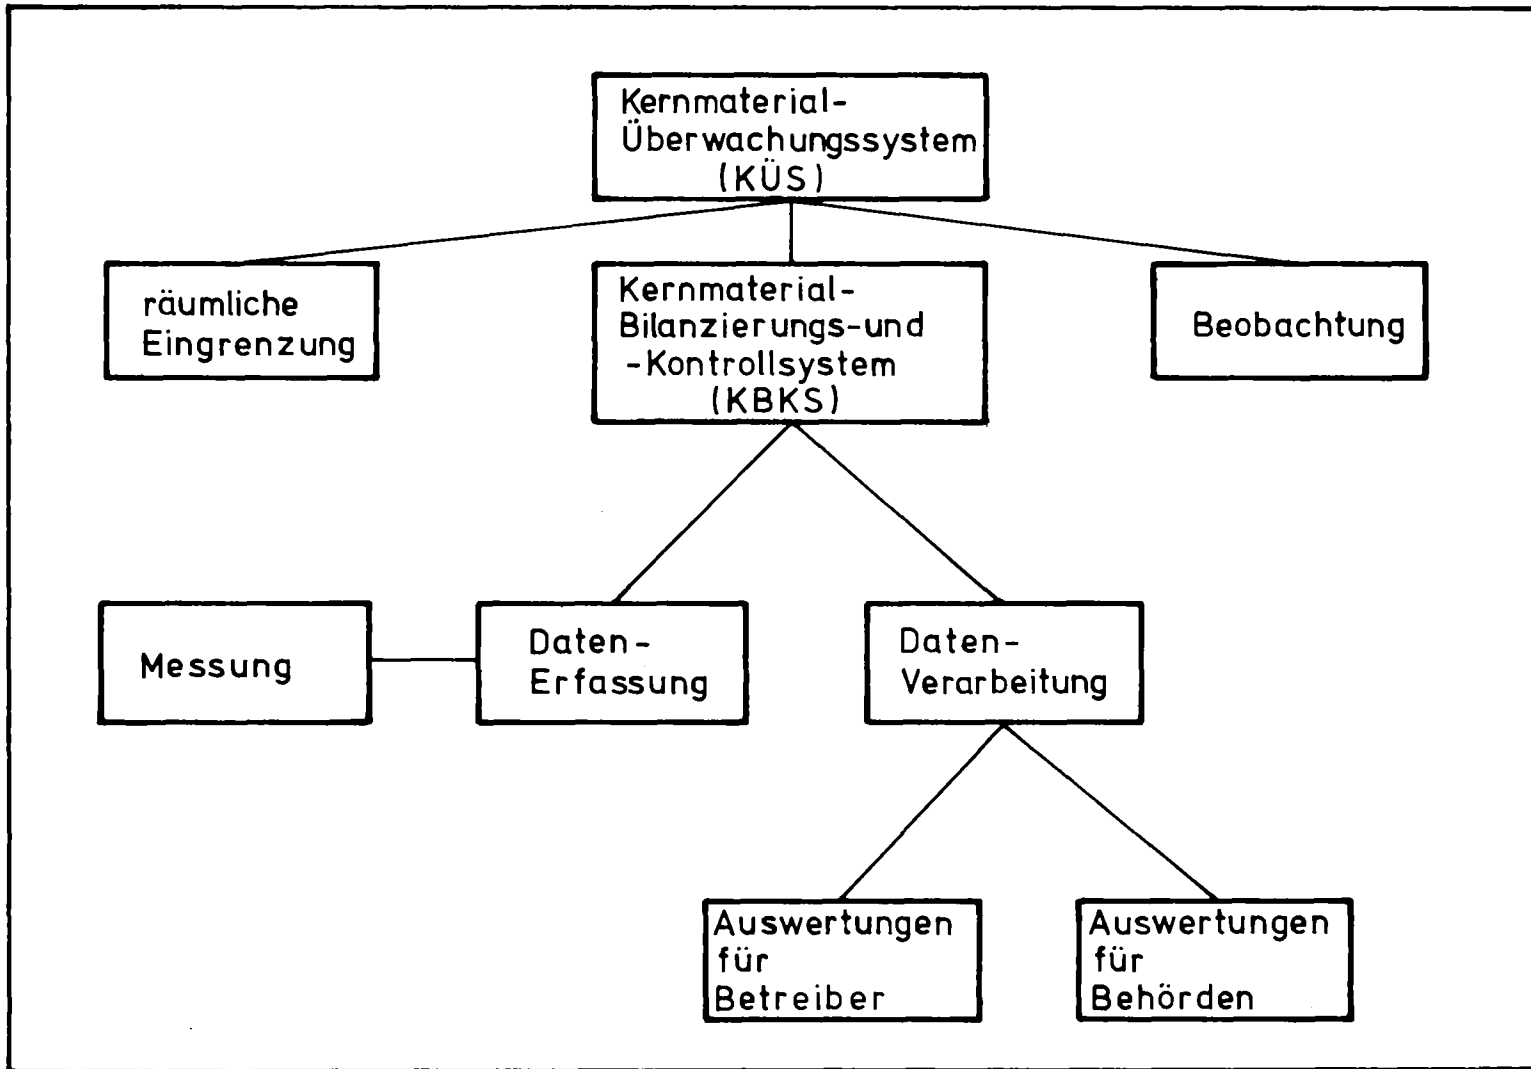 Kernmaterial-
Überwachungssystem
(KÜS)
räumliche
Eingrenzung
Kernmaterial-
Bilanzierungs-und
-Kontrollsystem
(KBKS)
Beobachtung
Messung
Daten-
Erfassung
Daten-
Verarbeitung
Auswertungen
für
Betreiber
Auswertungen
für
Behörden